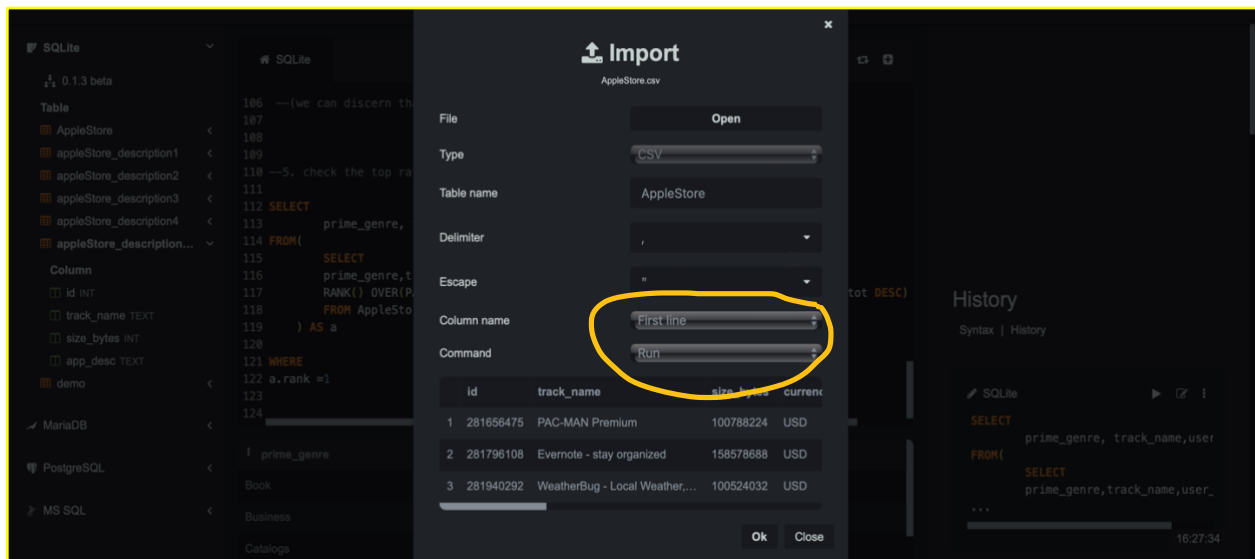 SQLite
0.1.3 beta
Table
AppleStore
appleStore_description1
appleStore_description2
appleStore_description3
appleStore_description4
appleStore_description...
Column
id INT
track_name TEXT
size_bytes INT
app_desc TEXT
demo
MariaDB
PostgreSQL
MS SQL
SQLite
106 --(we can discern th
107
108
109
110 --5. check the top ra
111
112 SELECT
113 prime_genre,
114 FROM(
115 SELECT
116 prime_genre,t
117 RANK() OVER(P
118 FROM AppleSto
119 ) AS a
120
121 WHERE
122 a.rank =1
123
124
tot DESC)
prime_genre
Book
Business
Catalogs
×
Import
AppleStore.csv
File Open
Type CSV
Table name AppleStore
Delimiter ,
Escape "
Column name First line
Command Run
id track_name size_bytes currenc
1 281656475 PAC-MAN Premium 100788224 USD
2 281796108 Evernote - stay organized 158578688 USD
3 281940292 WeatherBug - Local Weather,... 100524032 USD
Ok Close
History
Syntax | History
SQLite
SELECT
prime_genre, track_name,user
FROM(
SELECT
prime_genre,track_name,user_
...
16:27:34